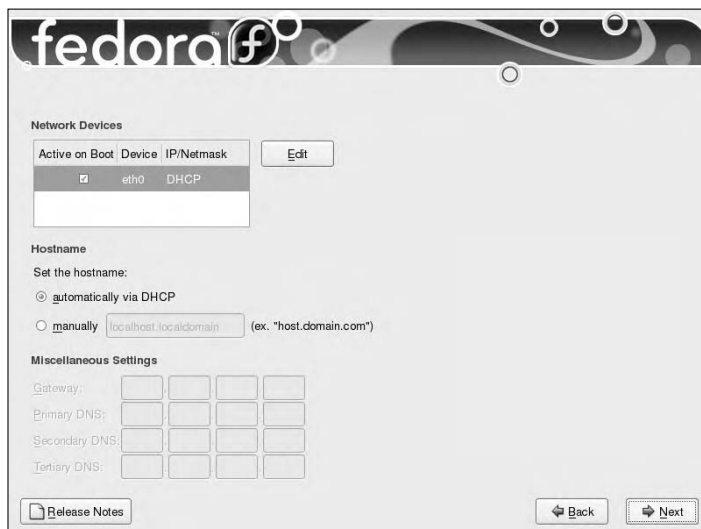 fedora™ f
Network Devices
Active on Boot Device IP/Netmask
Edit
eth0 DHCP
Hostname
Set the hostname:
automatically via DHCP
manually localhost.localdomain (ex. "host.domain.com")
Miscellaneous Settings
Gateway:
Primary DNS:
Secondary DNS:
Tertiary DNS:
Release Notes
Back
Next